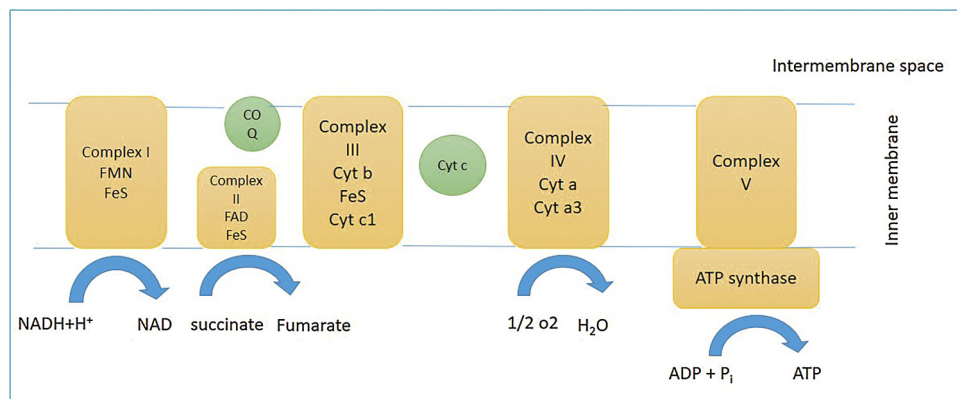 Intermembrane space
Inner membrane
Complex I
FMN
FeS
CO
Q
Complex
II
FAD
FeS
Complex
III
Cyt b
FeS
Cyt c1
Cyt c
Complex
IV
Cyt a
Cyt a3
Complex
V
ATP synthase
NADH+H⁺
NAD
succinate
Fumarate
1/2 o2
H₂O
ADP + Pᵢ
ATP